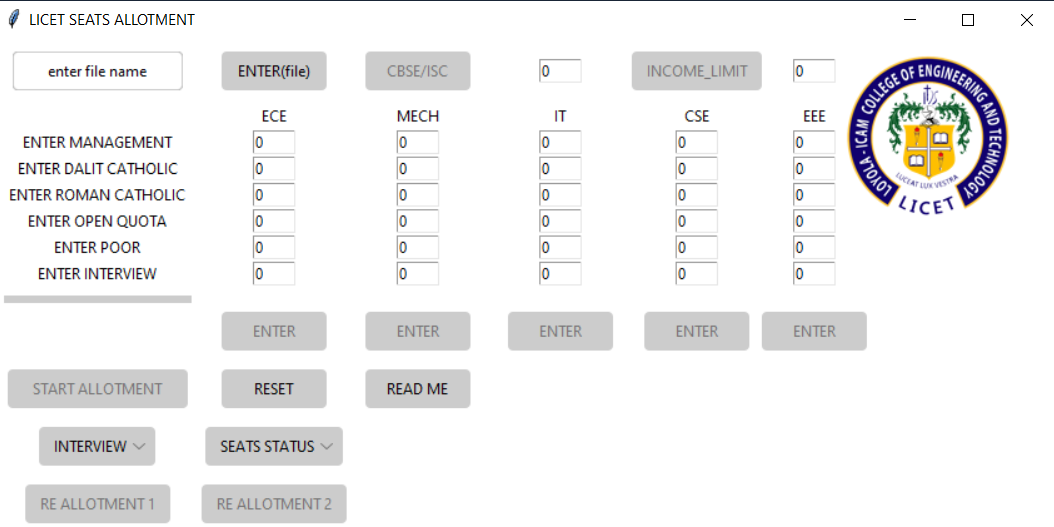 LICET SEATS ALLOTMENT
enter file name ENTER(file) CBSE/ISC 0 INCOME_LIMIT 0
ECE MECH IT CSE EEE
ENTER MANAGEMENT 0 0 0 0 0
ENTER DALIT CATHOLIC 0 0 0 0 0
ENTER ROMAN CATHOLIC 0 0 0 0 0
ENTER OPEN QUOTA 0 0 0 0 0
ENTER POOR 0 0 0 0 0
ENTER INTERVIEW 0 0 0 0 0
ENTER ENTER ENTER ENTER ENTER
START ALLOTMENT RESET READ ME
INTERVIEW SEATS STATUS
RE ALLOTMENT 1 RE ALLOTMENT 2
LOYOLA-ICAM COLLEGE OF ENGINEERING AND TECHNOLOGY
LUCEAT LUX VESTRA
LICET